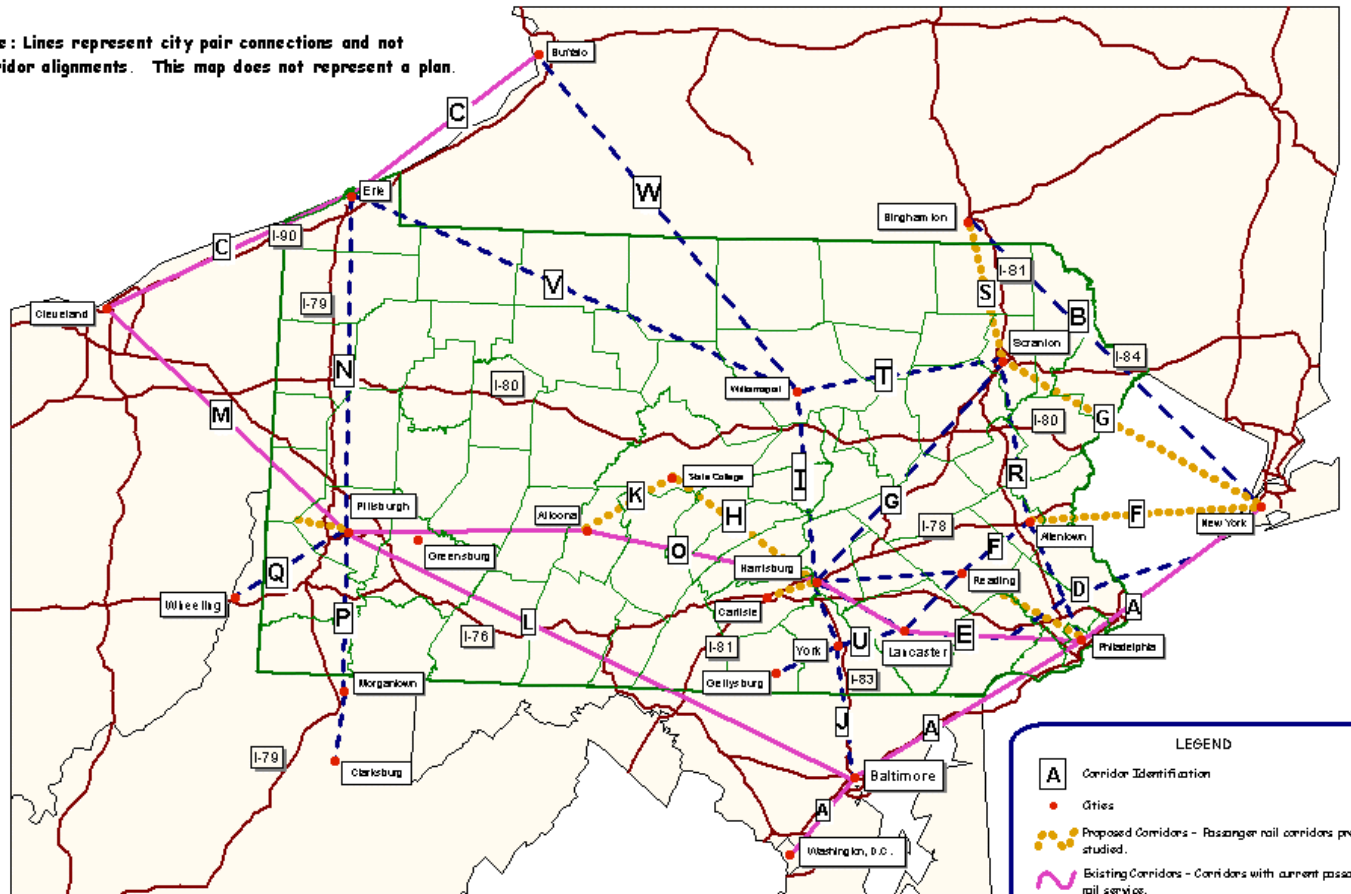 e: Lines represent city pair connections and not
ridor alignments. This map does not represent a plan.
Buffalo
C
W
Erie
Binghamton
I-90
C
I-81
V
S
I-79
B
Cleveland
Scranton
I-84
N
T
Williamsport
I-80
M
G
I-80
State College
I
R
K
G
Pittsburgh
Altoona
H
F
I-78
New York
Allentown
O
F
Greensburg
Harrisburg
Q
Reading
D
Wheeling
Carlisle
A
P
L
I-76
E
U
I-81
York
Lancaster
Philadelphia
Gettysburg
I-83
Morgantown
J
A
LEGEND
I-79
Clarksburg
Baltimore
A Corridor Identification
Cities
A
Proposed Corridors - Passenger rail corridors pre
studied.
Washington, D.C.
Existing Corridors - Corridors with current passe
rail service.